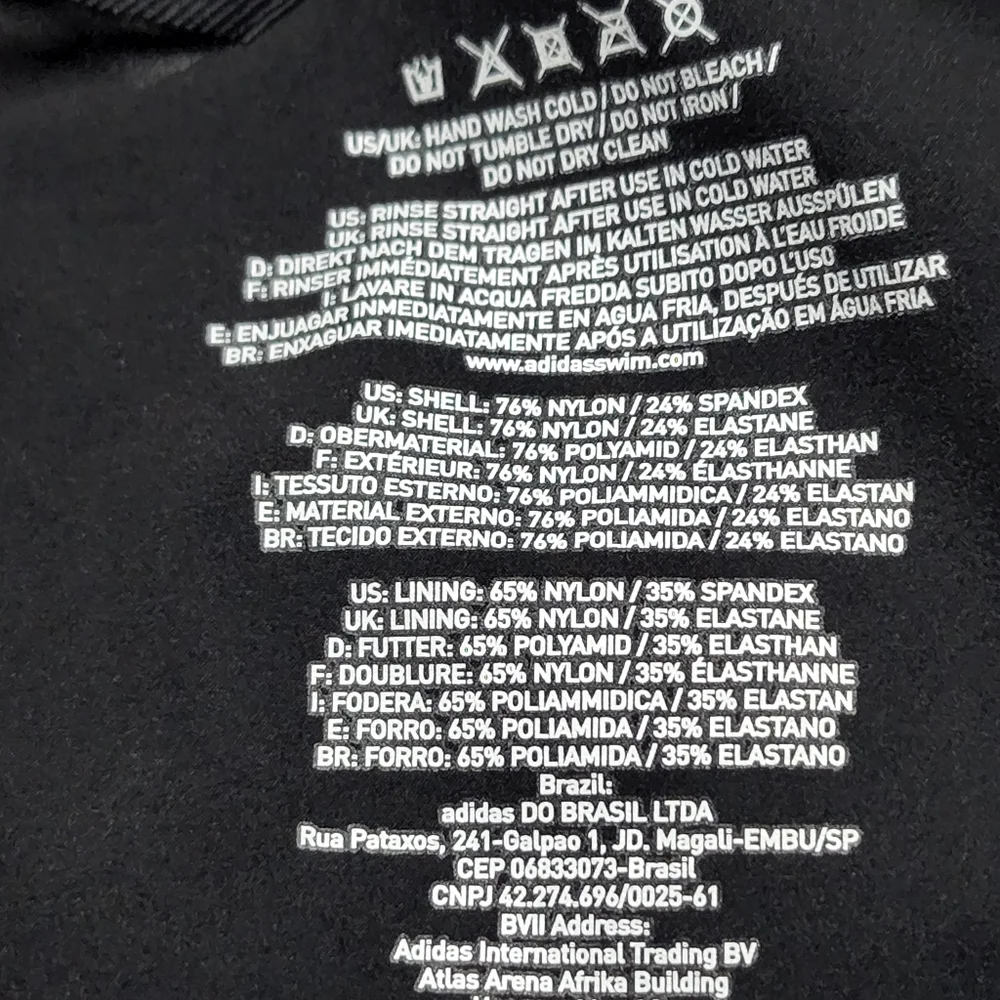 US/UK: HAND WASH COLD / DO NOT BLEACH /
DO NOT TUMBLE DRY / DO NOT IRON /
DO NOT DRY CLEAN
US: RINSE STRAIGHT AFTER USE IN COLD WATER
UK: RINSE STRAIGHT AFTER USE IN COLD WATER
D: DIREKT NACH DEM TRAGEN IM KALTEN WASSER AUSSPÜLEN
F: RINSER IMMÉDIATEMENT APRÈS UTILISATION À L'EAU FROIDE
I: LAVARE IN ACQUA FREDDA SUBITO DOPO L'USO
E: ENJUAGAR INMEDIATAMENTE EN AGUA FRIA, DESPUÉS DE UTILIZAR
BR: ENXAGUAR IMEDIATAMENTE APÓS A UTILIZAÇÃO EM ÁGUA FRIA
www.adidasswim.com
US: SHELL: 76% NYLON / 24% SPANDEX
UK: SHELL: 76% NYLON / 24% ELASTANE
D: OBERMATERIAL: 76% POLYAMID / 24% ELASTHAN
F: EXTÉRIEUR: 76% NYLON / 24% ÉLASTHANNE
I: TESSUTO ESTERNO: 76% POLIAMMIDICA / 24% ELASTAN
E: MATERIAL EXTERNO: 76% POLIAMIDA / 24% ELASTANO
BR: TECIDO EXTERNO: 76% POLIAMIDA / 24% ELASTANO
US: LINING: 65% NYLON / 35% SPANDEX
UK: LINING: 65% NYLON / 35% ELASTANE
D: FUTTER: 65% POLYAMID / 35% ELASTHAN
F: DOUBLURE: 65% NYLON / 35% ÉLASTHANNE
I: FODERA: 65% POLIAMMIDICA / 35% ELASTAN
E: FORRO: 65% POLIAMIDA / 35% ELASTANO
BR: FORRO: 65% POLIAMIDA / 35% ELASTANO
Brazil:
adidas DO BRASIL LTDA
Rua Pataxos, 241-Galpao 1, JD. Magali-EMBU/SP
CEP 06833073-Brasil
CNPJ 42.274.696/0025-61
BVII Address:
Adidas International Trading BV
Atlas Arena Afrika Building